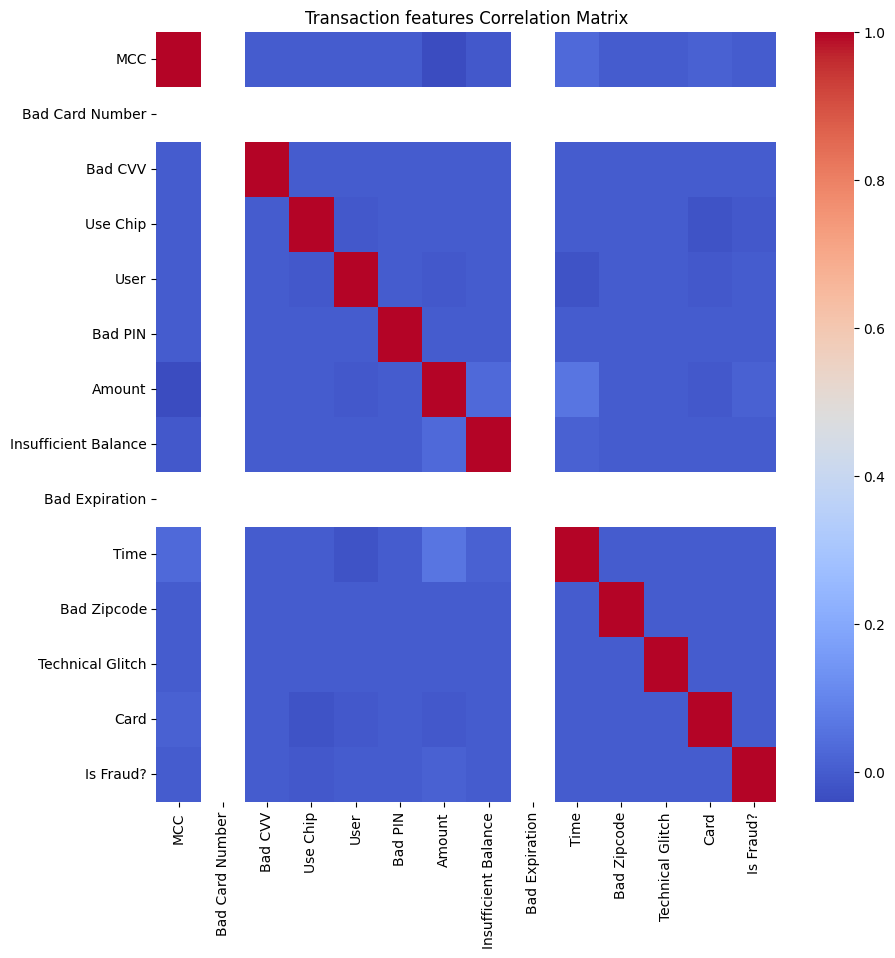 Transaction features Correlation Matrix
MCC
Bad Card Number
Bad CVV
Use Chip
User
Bad PIN
Amount
Insufficient Balance
Bad Expiration
Time
Bad Zipcode
Technical Glitch
Card
Is Fraud?
MCC
Bad Card Number
Bad CVV
Use Chip
User
Bad PIN
Amount
Insufficient Balance
Bad Expiration
Time
Bad Zipcode
Technical Glitch
Card
Is Fraud?
1.0
0.8
0.6
0.4
0.2
0.0